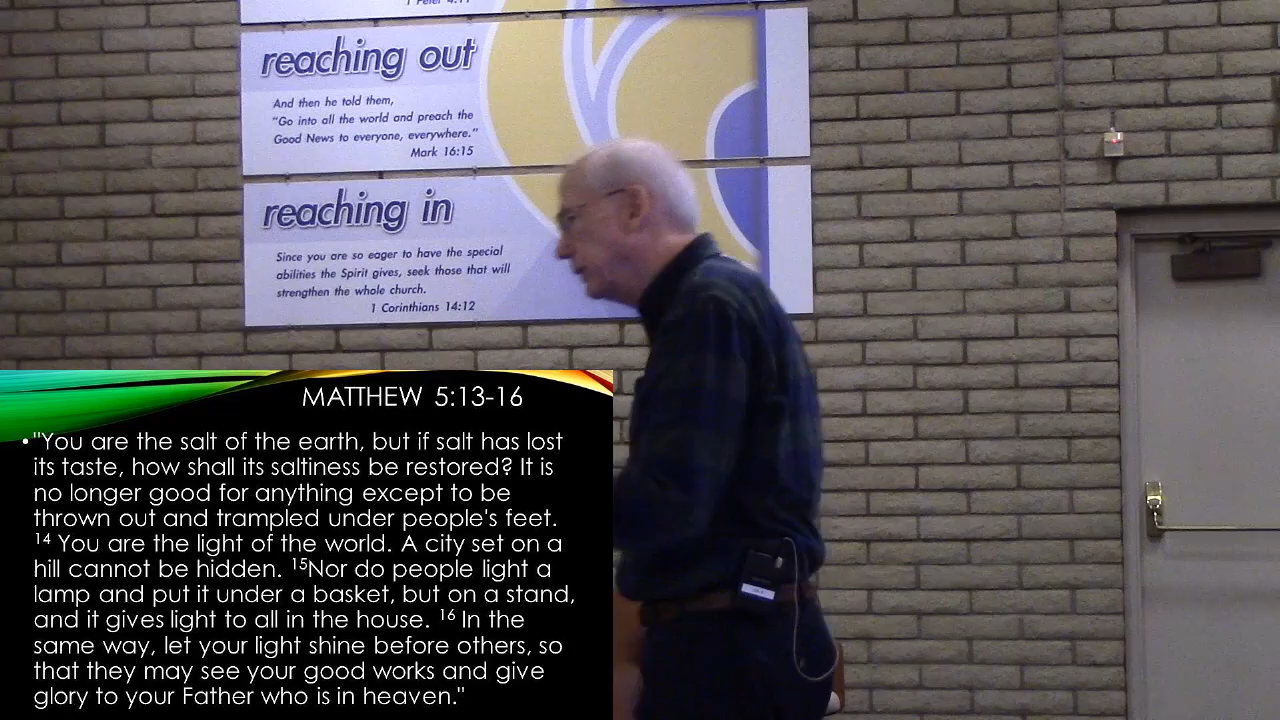 1 Peter 4:11
reaching out
And then he told them,
"Go into all the world and preach the
Good News to everyone, everywhere."
Mark 16:15
reaching in
Since you are so eager to have the special
abilities the Spirit gives, seek those that will
strengthen the whole church.
1 Corinthians 14:12
MATTHEW 5:13-16
• "You are the salt of the earth, but if salt has lost
its taste, how shall its saltiness be restored? It is
no longer good for anything except to be
thrown out and trampled under people's feet.
14 You are the light of the world. A city set on a
hill cannot be hidden. 15Nor do people light a
lamp and put it under a basket, but on a stand,
and it gives light to all in the house. 16 In the
same way, let your light shine before others, so
that they may see your good works and give
glory to your Father who is in heaven."